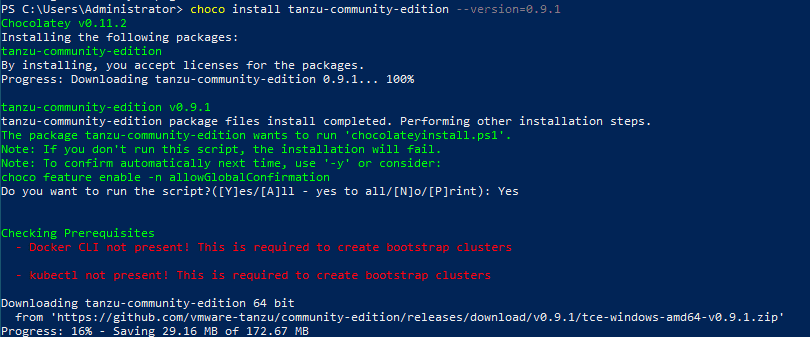 PS C:\Users\Administrator> choco install tanzu-community-edition --version=0.9.1
Chocolatey v0.11.2
Installing the following packages:
tanzu-community-edition
By installing, you accept licenses for the packages.
Progress: Downloading tanzu-community-edition 0.9.1... 100%
tanzu-community-edition v0.9.1
tanzu-community-edition package files install completed. Performing other installation steps.
The package tanzu-community-edition wants to run 'chocolateyinstall.ps1'.
Note: If you don't run this script, the installation will fail.
Note: To confirm automatically next time, use '-y' or consider:
choco feature enable -n allowGlobalConfirmation
Do you want to run the script?([Y]es/[A]ll - yes to all/[N]o/[P]rint): Yes
Checking Prerequisites
- Docker CLI not present! This is required to create bootstrap clusters
- kubectl not present! This is required to create bootstrap clusters
Downloading tanzu-community-edition 64 bit
from 'https://github.com/vmware-tanzu/community-edition/releases/download/v0.9.1/tce-windows-amd64-v0.9.1.zip'
Progress: 16% - Saving 29.16 MB of 172.67 MB